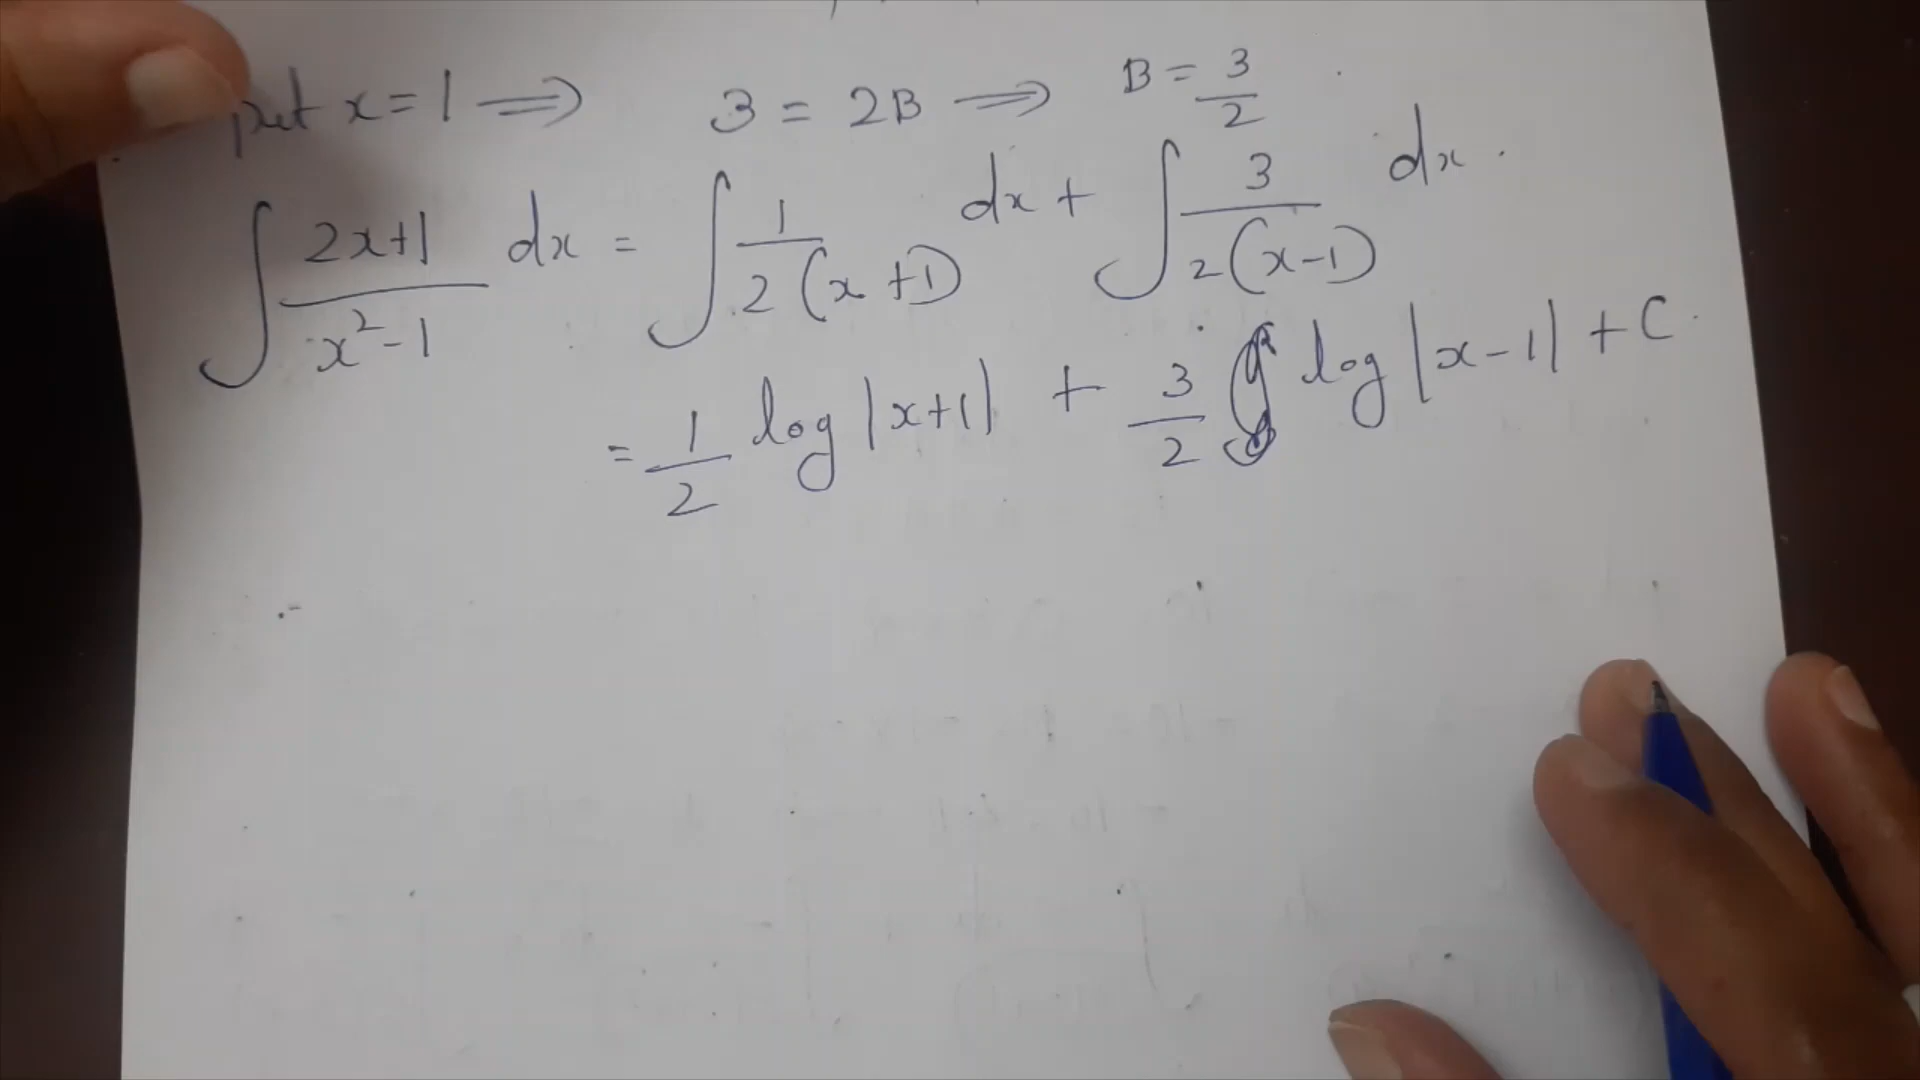 put x = 1 ⟹ 3 = 2B ⟹ B = 3/2
∫ (2x+1)/(x²-1) dx = ∫ 1/(2(x+1)) dx + ∫ 3/(2(x-1)) dx.
= 1/2 log |x+1| + 3/2 log |x-1| + C